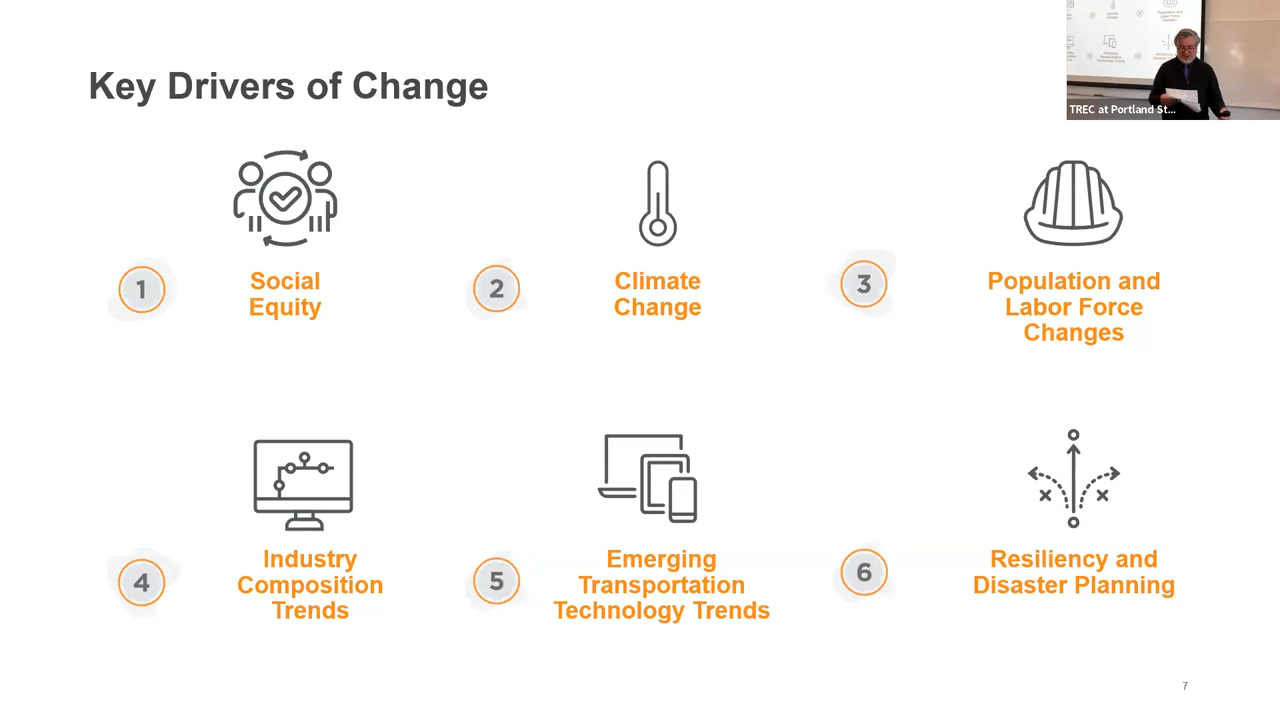 Key Drivers of Change
TREC at Portland St...
1
Social
Equity
2
Climate
Change
3
Population and
Labor Force
Changes
4
Industry
Composition
Trends
5
Emerging
Transportation
Technology Trends
6
Resiliency and
Disaster Planning
7